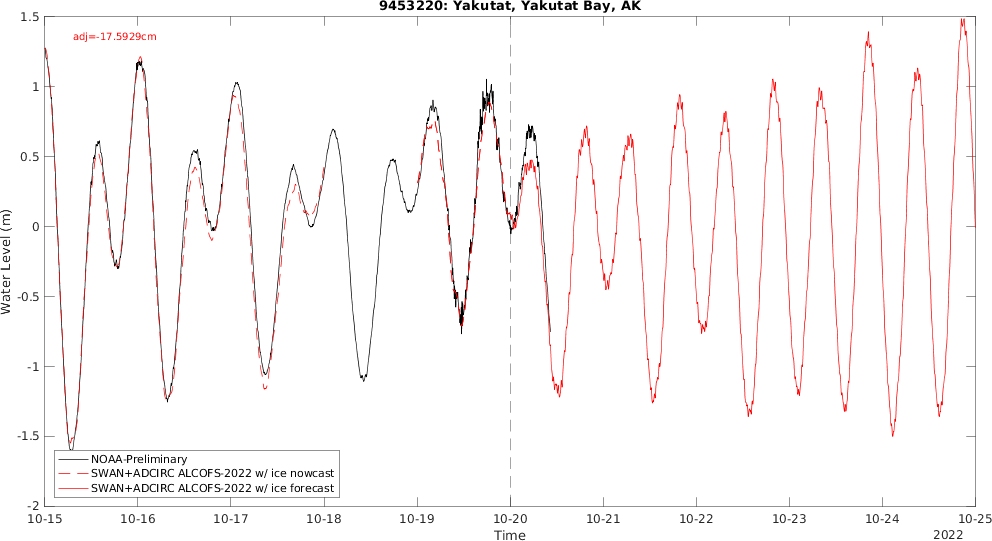 9453220: Yakutat, Yakutat Bay, AK
adj=-17.5929cm
1.5
1
0.5
0
-0.5
-1
-1.5
-2
Water Level (m)
NOAA-Preliminary
SWAN+ADCIRC ALCOFS-2022 w/ ice nowcast
SWAN+ADCIRC ALCOFS-2022 w/ ice forecast
10-15 10-16 10-17 10-18 10-19 10-20 10-21 10-22 10-23 10-24 10-25
Time
2022